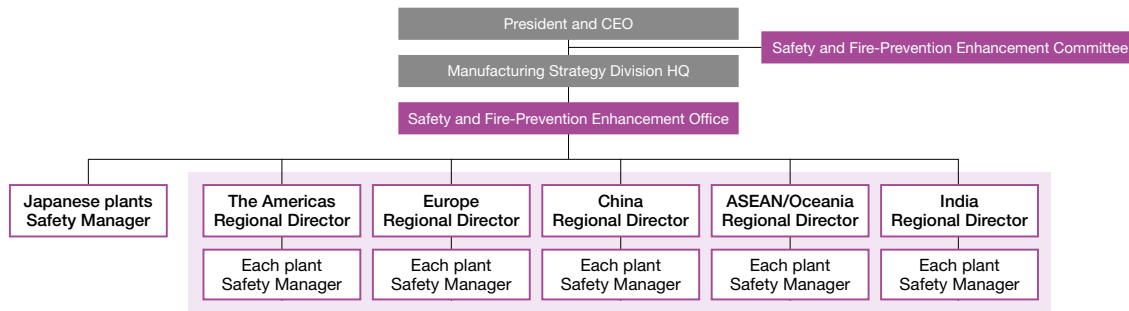 President and CEO
Safety and Fire-Prevention Enhancement Committee
Manufacturing Strategy Division HQ
Safety and Fire-Prevention Enhancement Office
Japanese plants
Safety Manager
The Americas
Regional Director
Europe
Regional Director
China
Regional Director
ASEAN/Oceania
Regional Director
India
Regional Director
Each plant
Safety Manager
Each plant
Safety Manager
Each plant
Safety Manager
Each plant
Safety Manager
Each plant
Safety Manager